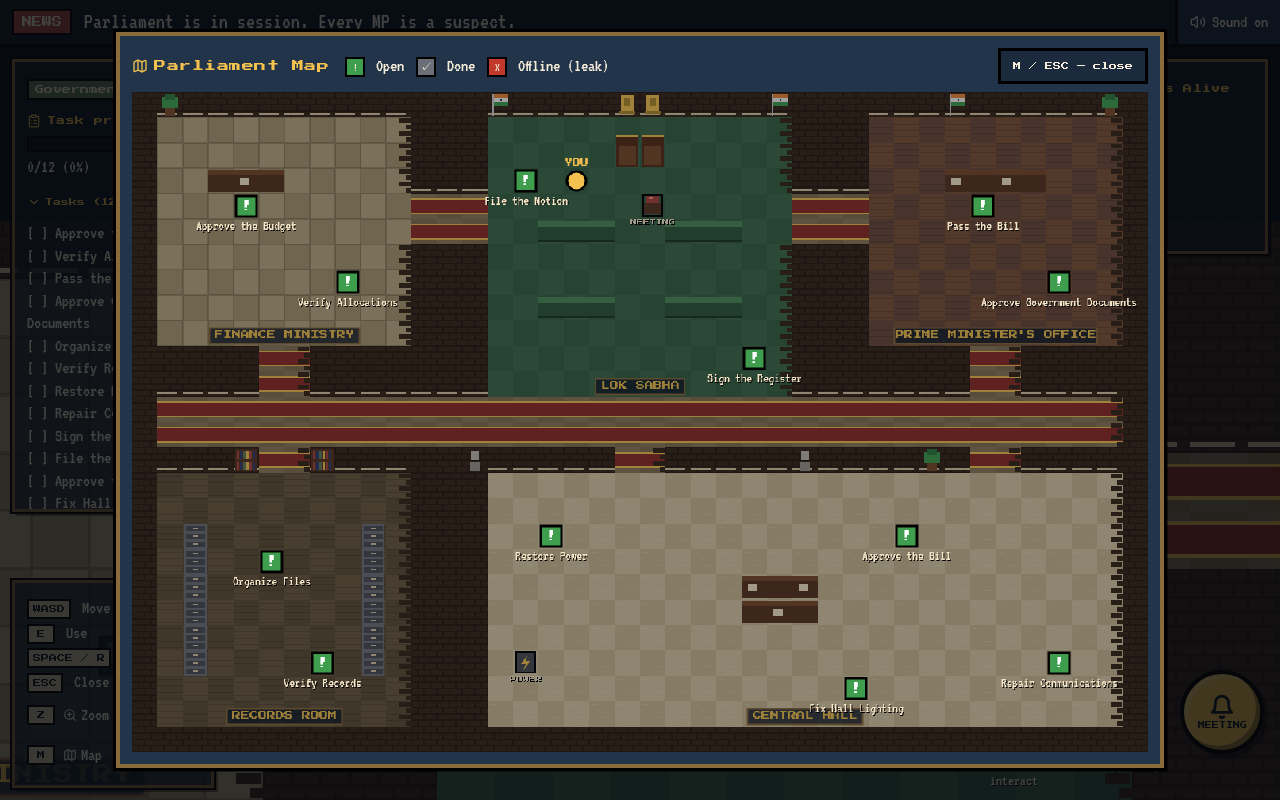 NEWS Parliament is in session. Every MP is a suspect.
Sound on
Parliament Map
! Open
✓ Done
x Offline (leak)
M / ESC — close
Governmen
s Alive
Task pr
0/12 (0%)
Tasks (12
[ ] Approve
[ ] Verify A
[ ] Pass the
[ ] Approve
Documents
[ ] Organize
[ ] Verify R
[ ] Restore
[ ] Repair C
[ ] Sign the
[ ] File the
[ ] Approve
[ ] Fix Hall
WASD Move
E Use
SPACE / R
ESC Close
Z Zoom
M Map
YOU
File the Motion
MEETING
Approve the Budget
Pass the Bill
Verify Allocations
Approve Government Documents
FINANCE MINISTRY
PRIME MINISTER'S OFFICE
Sign the Register
LOK SABHA
Restore Power
Approve the Bill
Organize Files
Verify Records
POWER
Repair Communications
Fix Hall Lighting
RECORDS ROOM
CENTRAL HALL
MEETING
INISTRY
interact